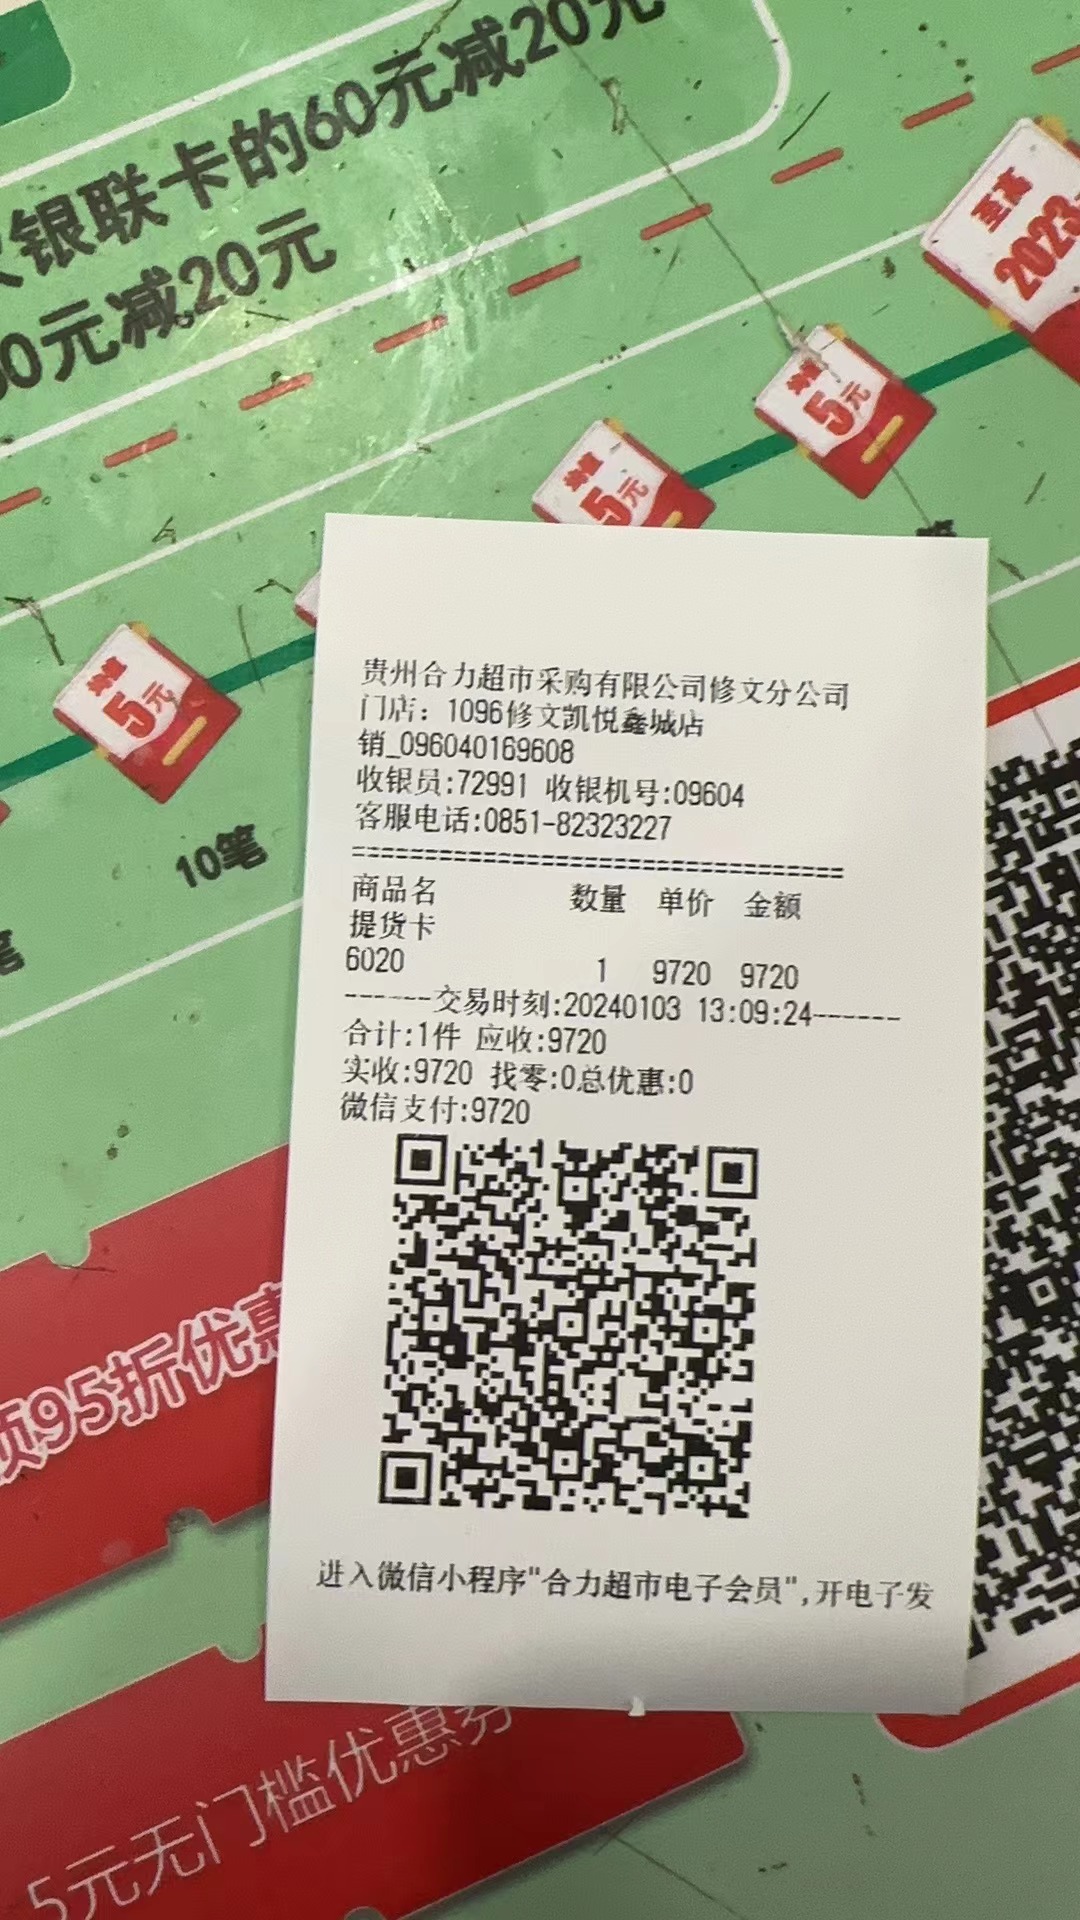 银联卡的60元减20元
0元减20元
至高
2023
5元
5元
5元
10笔
笔
贵州合力超市采购有限公司修文分公司
门店：1096修文凯悦鑫城店
销_096040169608
收银员:72991 收银机号:09604
客服电话:0851-82323227
==================================
商品名 数量 单价 金额
提货卡
6020 1 9720 9720
------交易时刻:20240103 13:09:24------
合计:1件 应收:9720
实收:9720 找零:0总优惠:0
微信支付:9720
进入微信小程序"合力超市电子会员",开电子发
95折优惠
5元无门槛优惠券